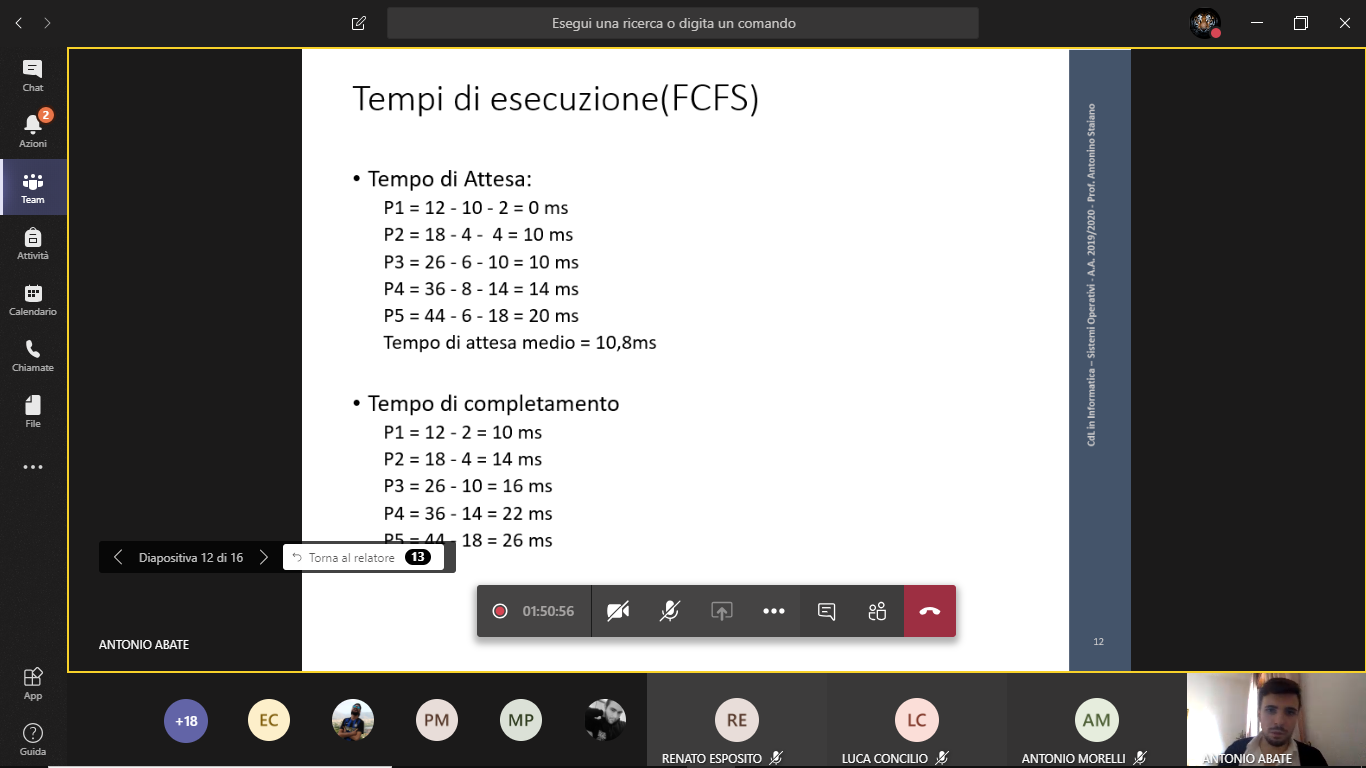 Esegui una ricerca o digita un comando
Chat
2
Azioni
Team
Attività
Calendario
Chiamate
File
App
Guida
Tempi di esecuzione(FCFS)
• Tempo di Attesa:
P1 = 12 - 10 - 2 = 0 ms
P2 = 18 - 4 - 4 = 10 ms
P3 = 26 - 6 - 10 = 10 ms
P4 = 36 - 8 - 14 = 14 ms
P5 = 44 - 6 - 18 = 20 ms
Tempo di attesa medio = 10,8ms
• Tempo di completamento
P1 = 12 - 2 = 10 ms
P2 = 18 - 4 = 14 ms
P3 = 26 - 10 = 16 ms
P4 = 36 - 14 = 22 ms
P5 = 44 - 18 = 26 ms
CdL in Informatica – Sistemi Operativi - A.A. 2019/2020 - Prof. Antonino Staiano
12
Diapositiva 12 di 16
Torna al relatore 13
01:50:56
ANTONIO ABATE
+18
EC
PM
MP
RE
RENATO ESPOSITO
LC
LUCA CONCILIO
AM
ANTONIO MORELLI
ANTONIO ABATE